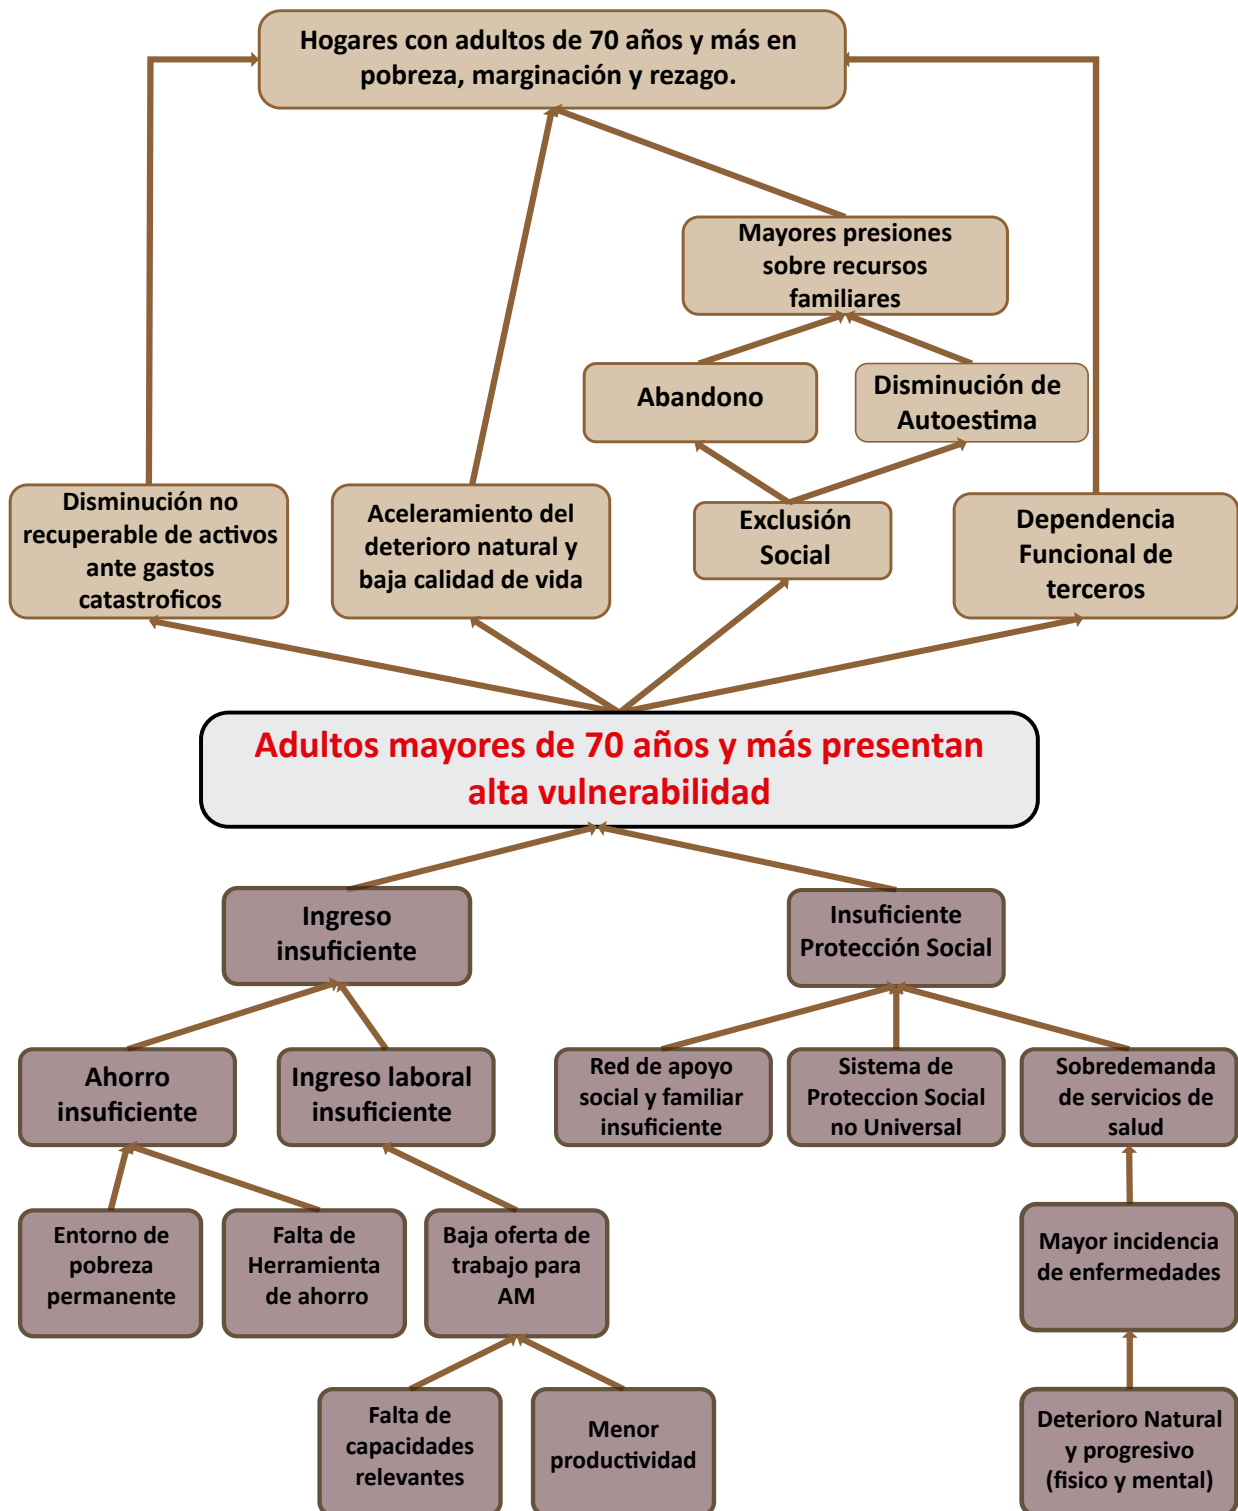 Hogares con adultos de 70 años y más en
pobreza, marginación y rezago.
Mayores presiones
sobre recursos
familiares
Abandono
Disminución de
Autoestima
Disminución no
recuperable de activos
ante gastos
catastroficos
Aceleramiento del
deterioro natural y
baja calidad de vida
Exclusión
Social
Dependencia
Funcional de
terceros
Adultos mayores de 70 años y más presentan
alta vulnerabilidad
Ingreso
insuficiente
Insuficiente
Protección Social
Ahorro
insuficiente
Ingreso laboral
insuficiente
Red de apoyo
social y familiar
insuficiente
Sistema de
Proteccion Social
no Universal
Sobredemanda
de servicios de
salud
Entorno de
pobreza
permanente
Falta de
Herramienta
de ahorro
Baja oferta de
trabajo para
AM
Mayor incidencia
de enfermedades
Falta de
capacidades
relevantes
Menor
productividad
Deterioro Natural
y progresivo
(fisico y mental)